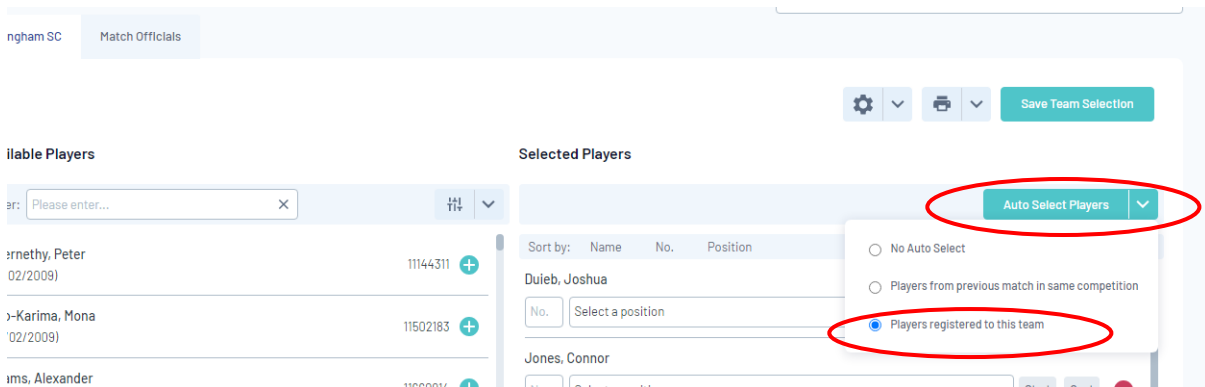 ngham SC
Match Officials
Save Team Selection
ilable Players
Selected Players
er: Please enter...
Auto Select Players
Sort by: Name No. Position
No Auto Select
Players from previous match in same competition
Players registered to this team
ernethy, Peter
02/2009)
11144311
Duieb, Joshua
No. Select a position
o-Karima, Mona
/02/2009)
11502183
Jones, Connor
ams, Alexander